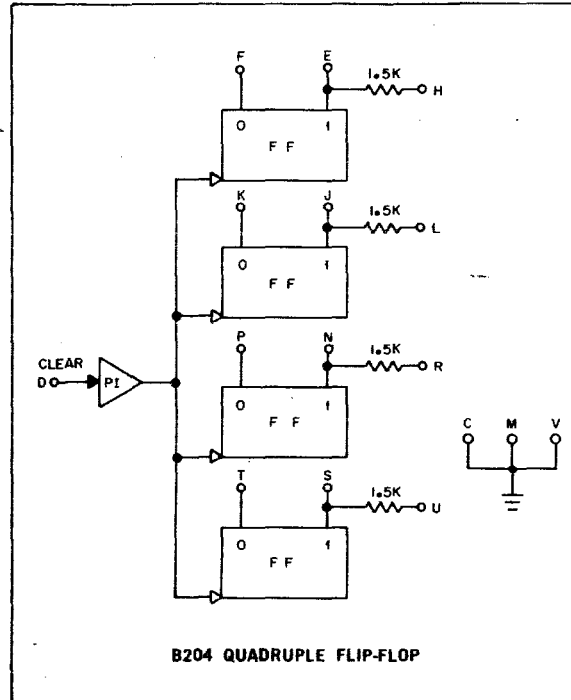 F E
1.5K
H
0 1
F F
K J
1.5K
L
0 1
F F
P N
1.5K
R
0 1
F F
CLEAR
D PI
C M V
T S
1.5K
U
0 1
F F
B204 QUADRUPLE FLIP-FLOP